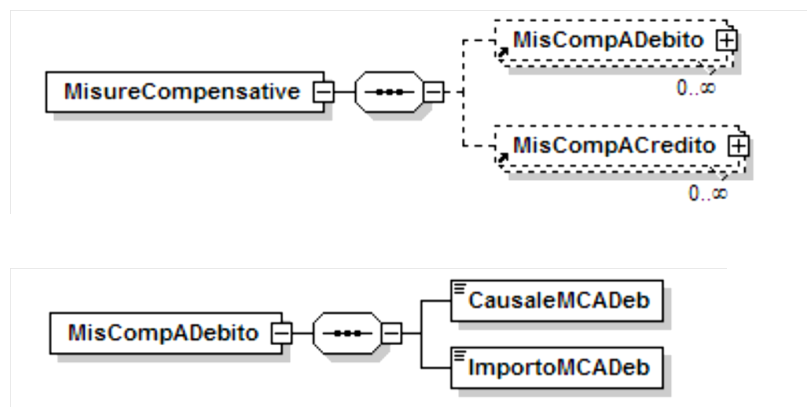 MisCompADebito
0..∞
MisureCompensative
MisCompACredito
0..∞
MisCompADebito
CausaleMCADeb
ImportoMCADeb